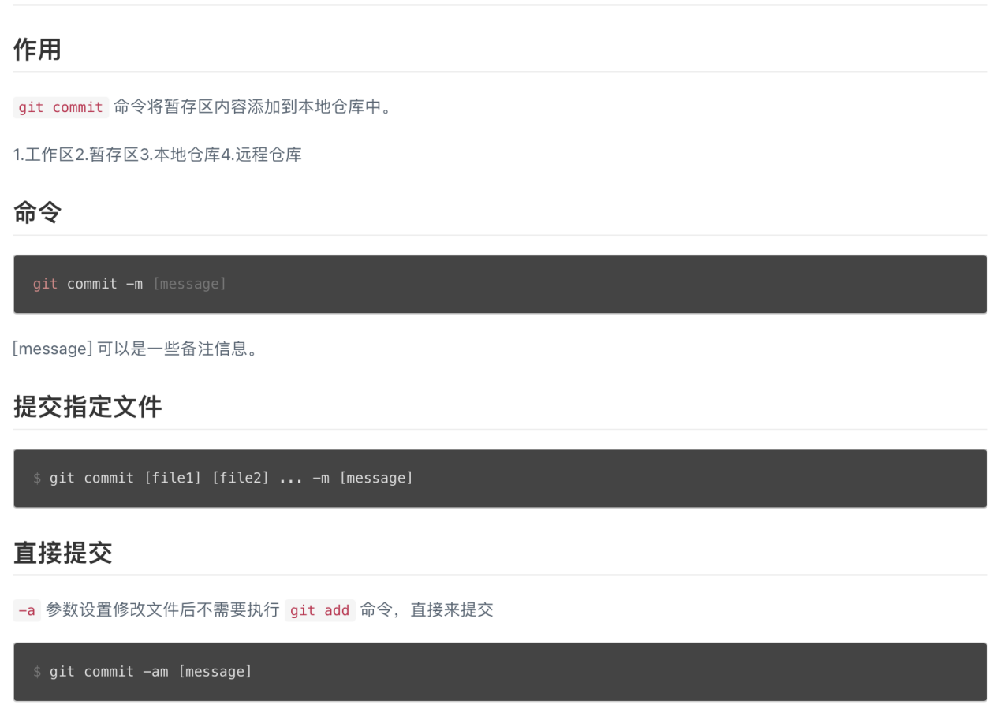 作用
git commit 命令将暂存区内容添加到本地仓库中。
1.工作区2.暂存区3.本地仓库4.远程仓库
命令
git commit -m [message]
[message] 可以是一些备注信息。
提交指定文件
$ git commit [file1] [file2] ... -m [message]
直接提交
-a 参数设置修改文件后不需要执行 git add 命令，直接来提交
$ git commit -am [message]